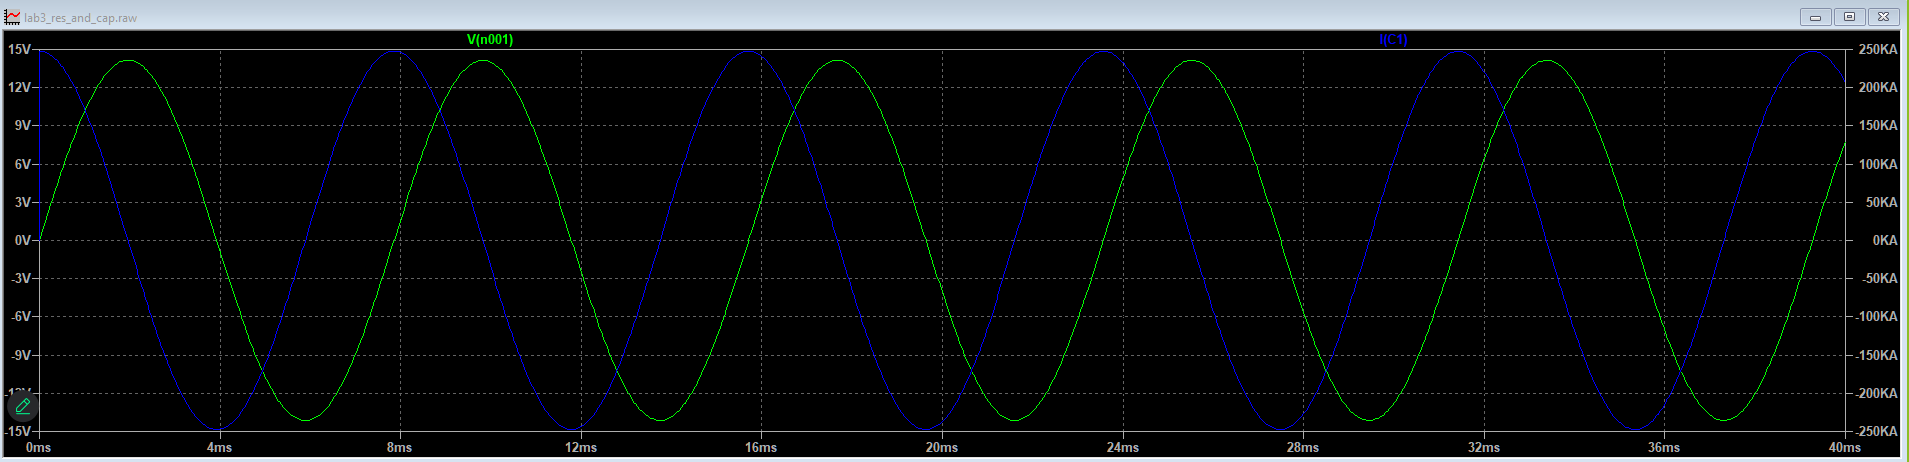 lab3_res_and_cap.raw
V(n001) I(C1)
15V 250KA
12V 200KA
9V 150KA
6V 100KA
3V 50KA
0V 0KA
-3V -50KA
-6V -100KA
-9V -150KA
-12V -200KA
-15V -250KA
0ms 4ms 8ms 12ms 16ms 20ms 24ms 28ms 32ms 36ms 40ms